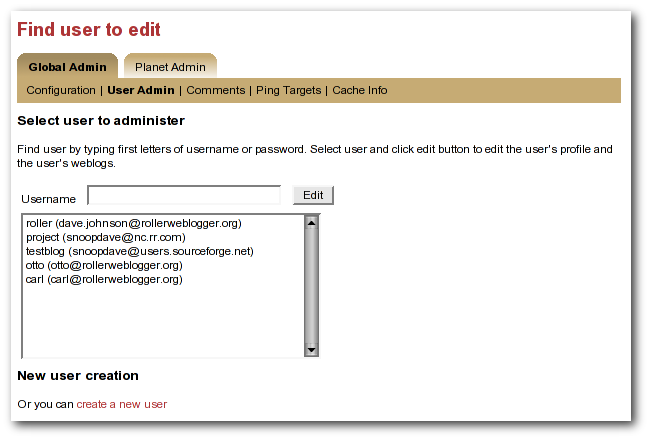 Find user to edit
Global Admin Planet Admin
Configuration | User Admin | Comments | Ping Targets | Cache Info
Select user to administer
Find user by typing first letters of username or password. Select user and click edit button to edit the user's profile and
the user's weblogs.
Username Edit
roller (dave.johnson@rollerweblogger.org)
project (snoopdave@nc.rr.com)
testblog (snoopdave@users.sourceforge.net)
otto (otto@rollerweblogger.org)
carl (carl@rollerweblogger.org)
New user creation
Or you can create a new user